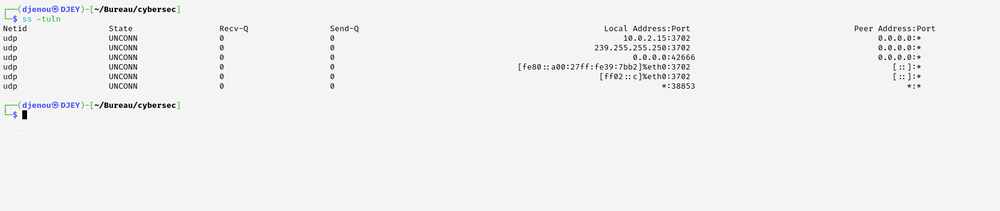 ┌──(djenou㉿DJEY)-[~/Bureau/cybersec]
└─$ ss -tuln
Netid State Recv-Q Send-Q Local Address:Port Peer Address:Port
udp UNCONN 0 0 10.0.2.15:3702 0.0.0.0:*
udp UNCONN 0 0 239.255.255.250:3702 0.0.0.0:*
udp UNCONN 0 0 0.0.0.0:42666 0.0.0.0:*
udp UNCONN 0 0 [fe80::a00:27ff:fe39:7bb2]%eth0:3702 [::]:*
udp UNCONN 0 0 [ff02::c]%eth0:3702 [::]:*
udp UNCONN 0 0 *:38853 *:*
┌──(djenou㉿DJEY)-[~/Bureau/cybersec]
└─$